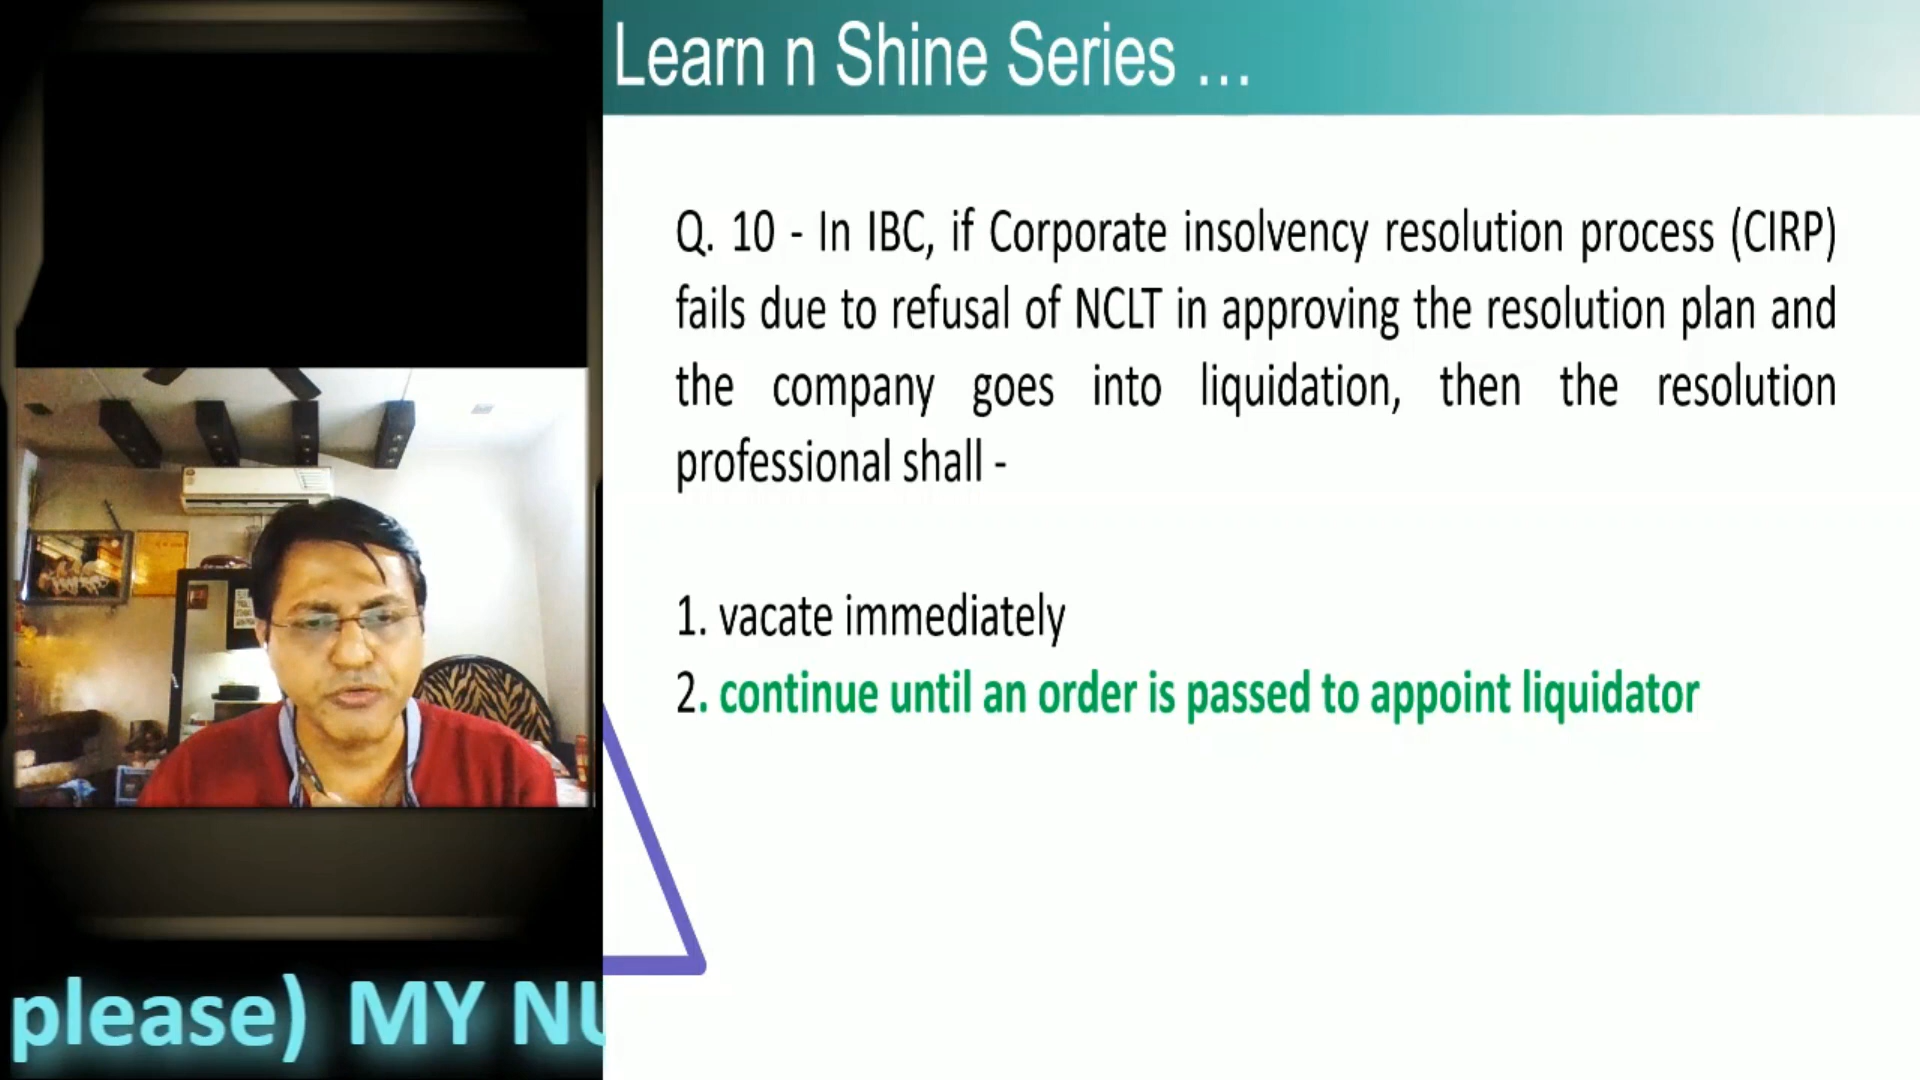 Learn n Shine Series ...
Q. 10 - In IBC, if Corporate insolvency resolution process (CIRP)
fails due to refusal of NCLT in approving the resolution plan and
the company goes into liquidation, then the resolution
professional shall -
1. vacate immediately
2. continue until an order is passed to appoint liquidator
please) MY